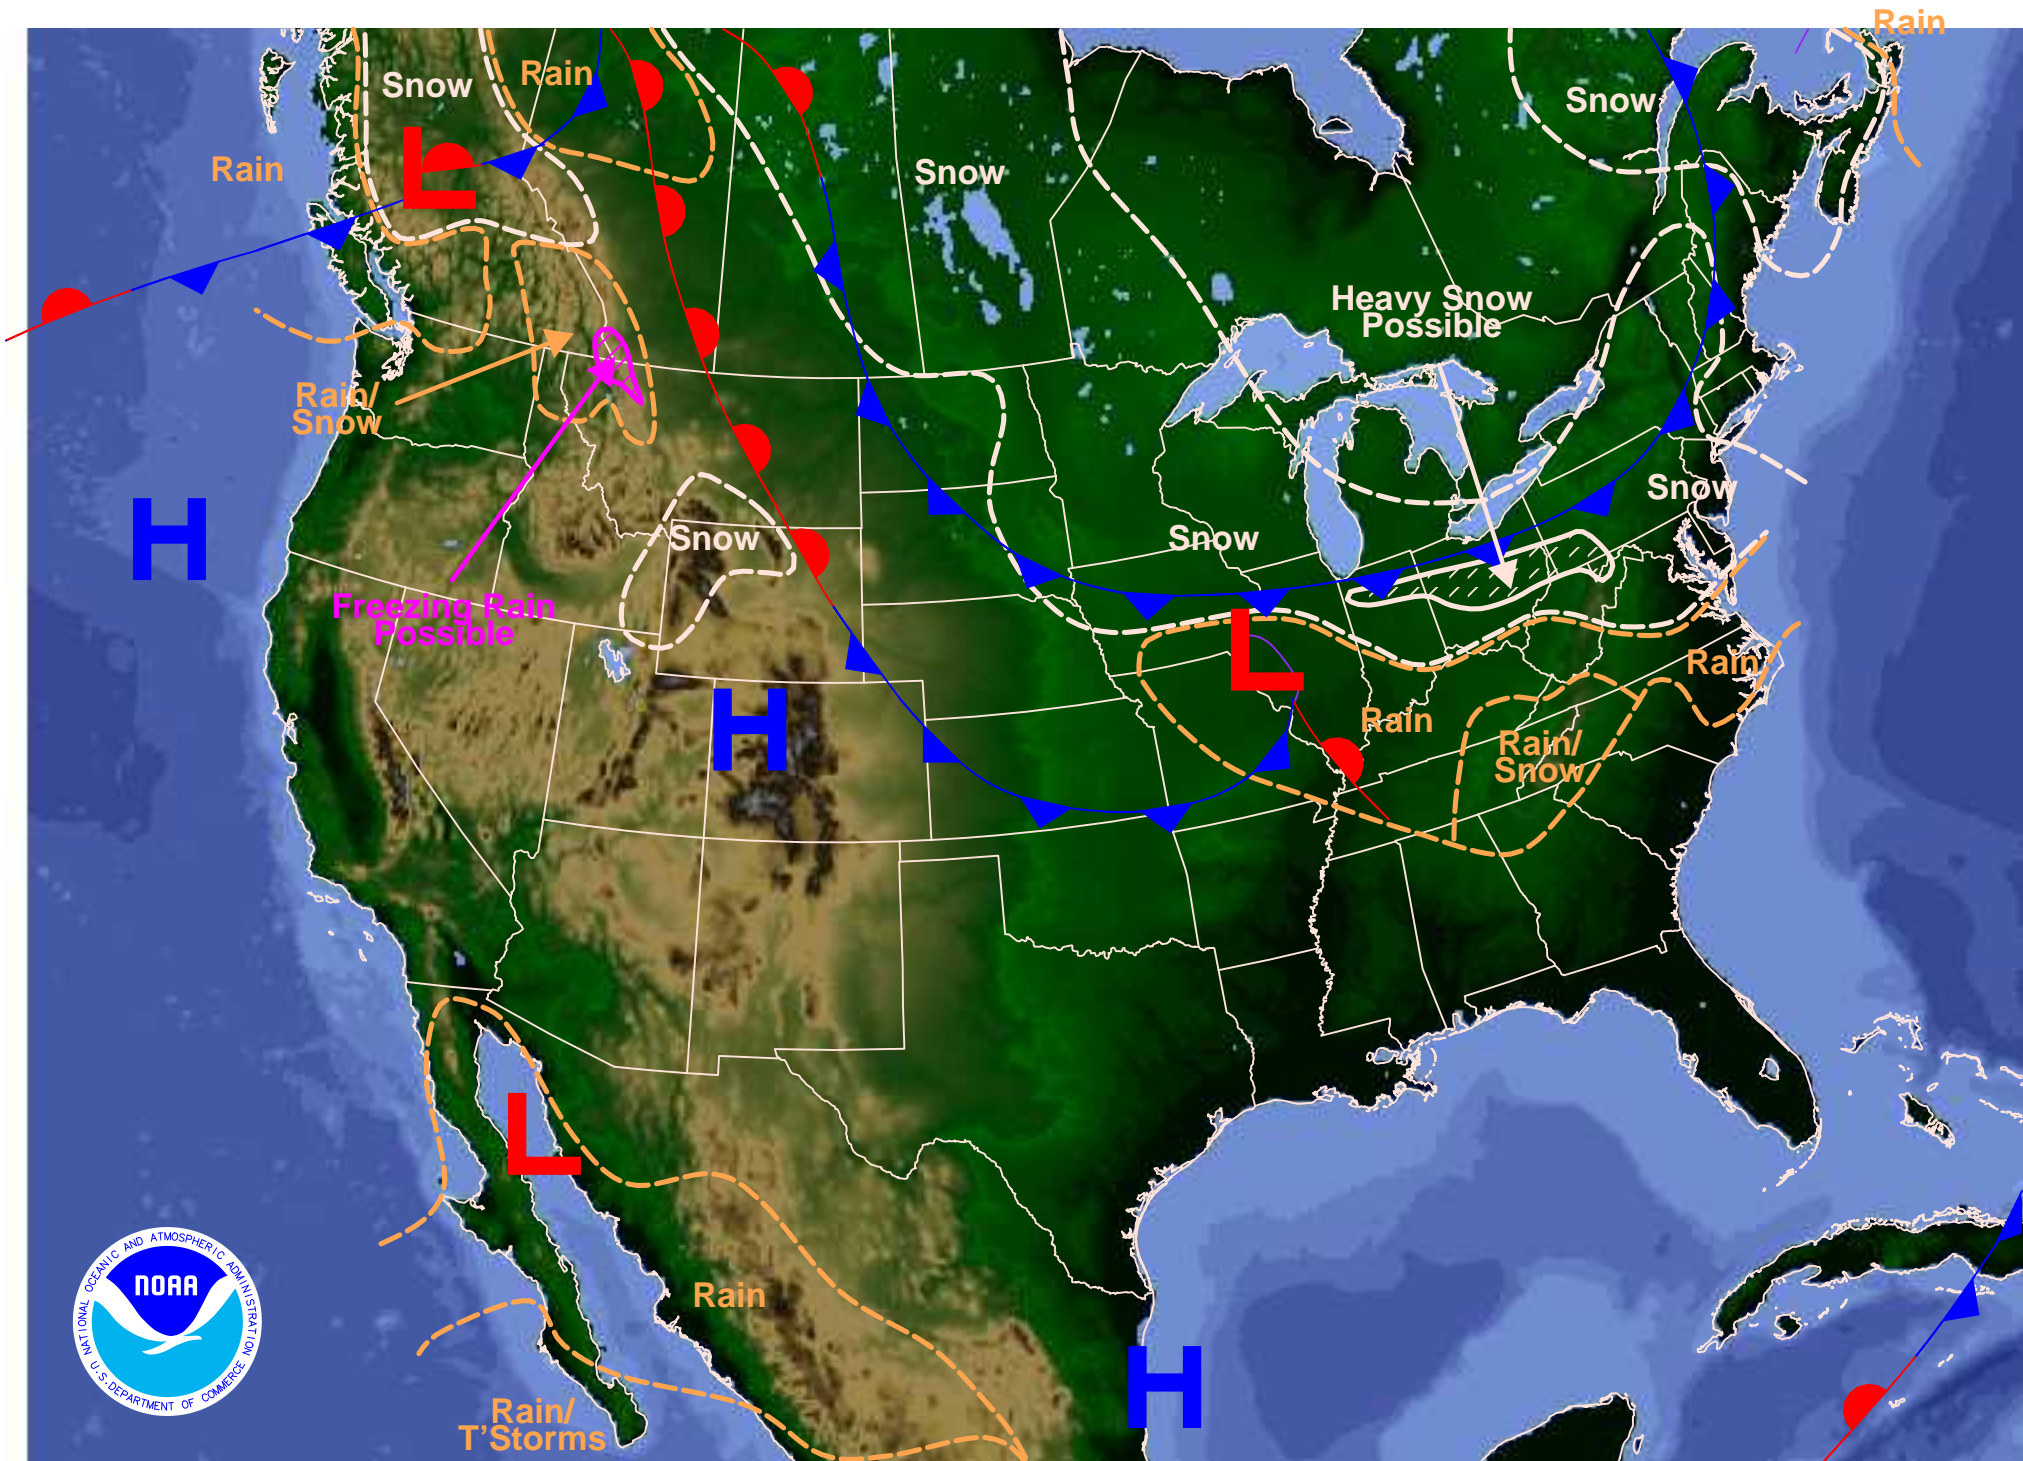 Rain
Snow
Rain
Snow
L
Rain
Snow
Heavy Snow
Possible
Rain/
Snow
Snow
H
Snow
Snow
Freezing Rain
Possible
L
Rain
H
Rain
Rain/
Snow
L
NATIONAL OCEANIC AND ATMOSPHERIC ADMINISTRATION
NOAA
U.S. DEPARTMENT OF COMMERCE
Rain
H
Rain/
T'Storms